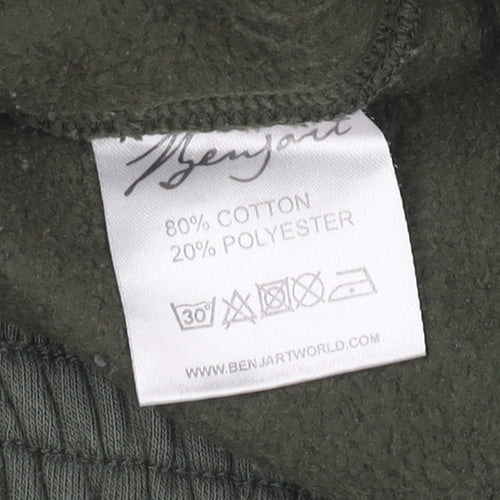 Benjart
80% COTTON
20% POLYESTER
30°
WWW.BENJARTWORLD.COM